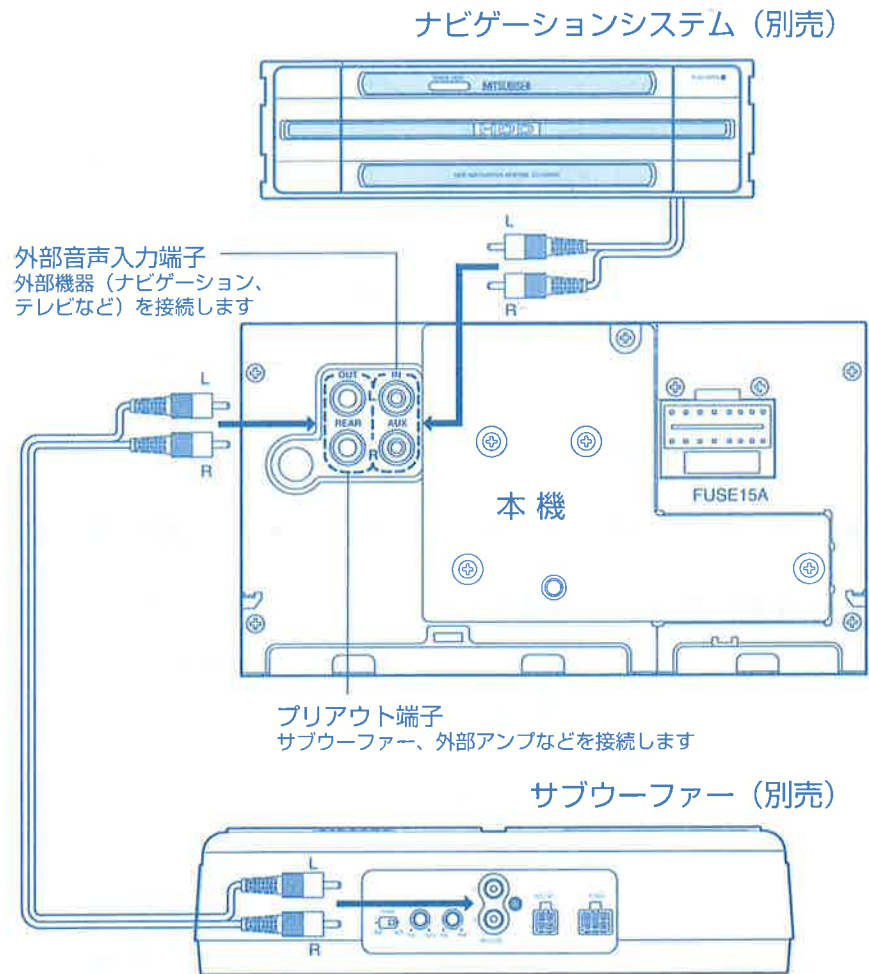 ナビゲーションシステム（別売）
MITSUBISHI
HDD
L
R
外部音声入力端子
外部機器（ナビゲーション、
テレビなど）を接続します
L
R
OUT
IN
L
REAR
AUX
R
FUSE15A
本機
プリアウト端子
サブウーファー、外部アンプなどを接続します
サブウーファー（別売）
L
R